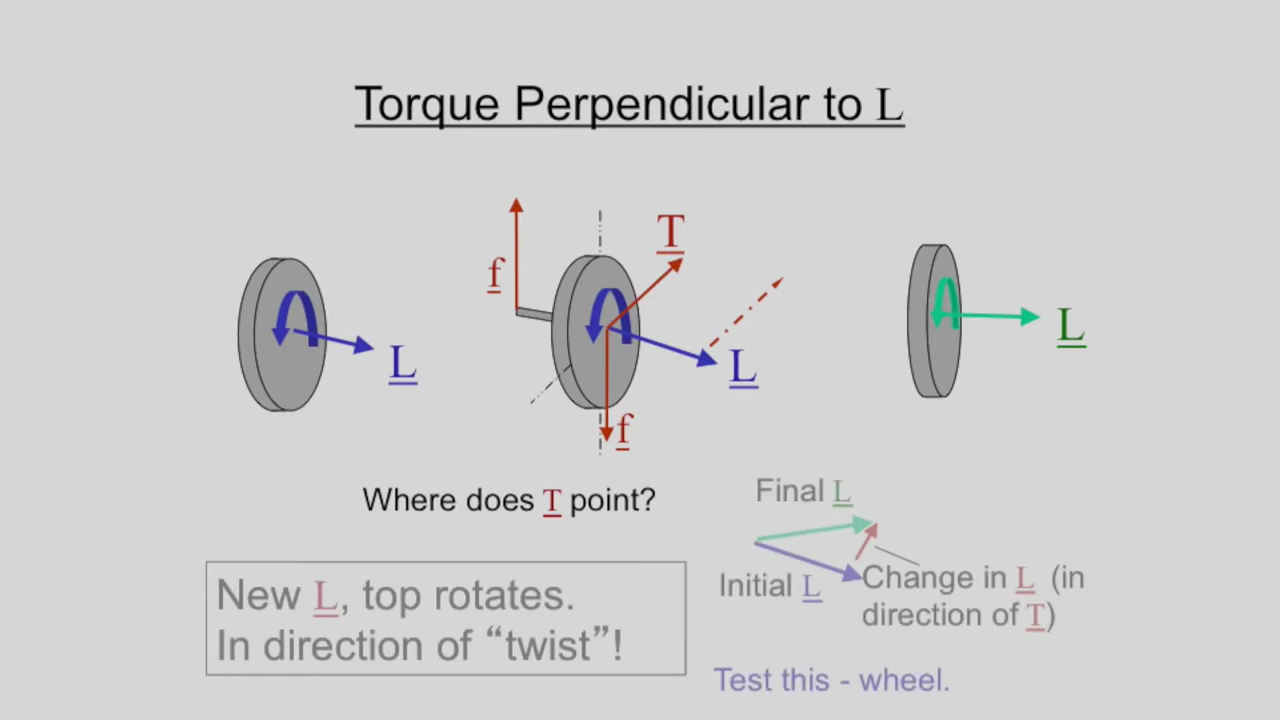 Torque Perpendicular to L
T
f
L
L
L
f
Where does T point?
Final L
Initial L
Change in L (in
direction of T)
New L, top rotates.
In direction of “twist”!
Test this - wheel.